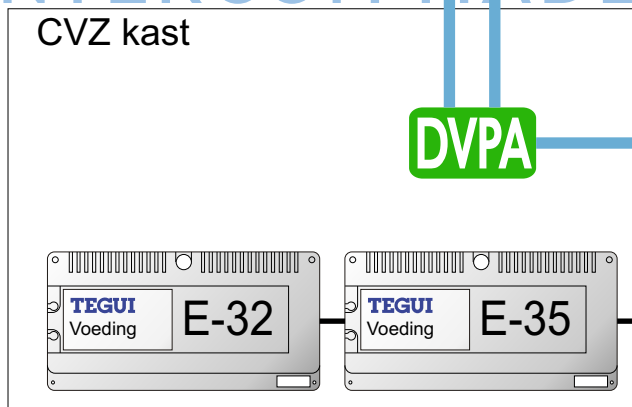 CVZ kast
DVPA
TEGUI
Voeding
E-32
TEGUI
Voeding
E-35